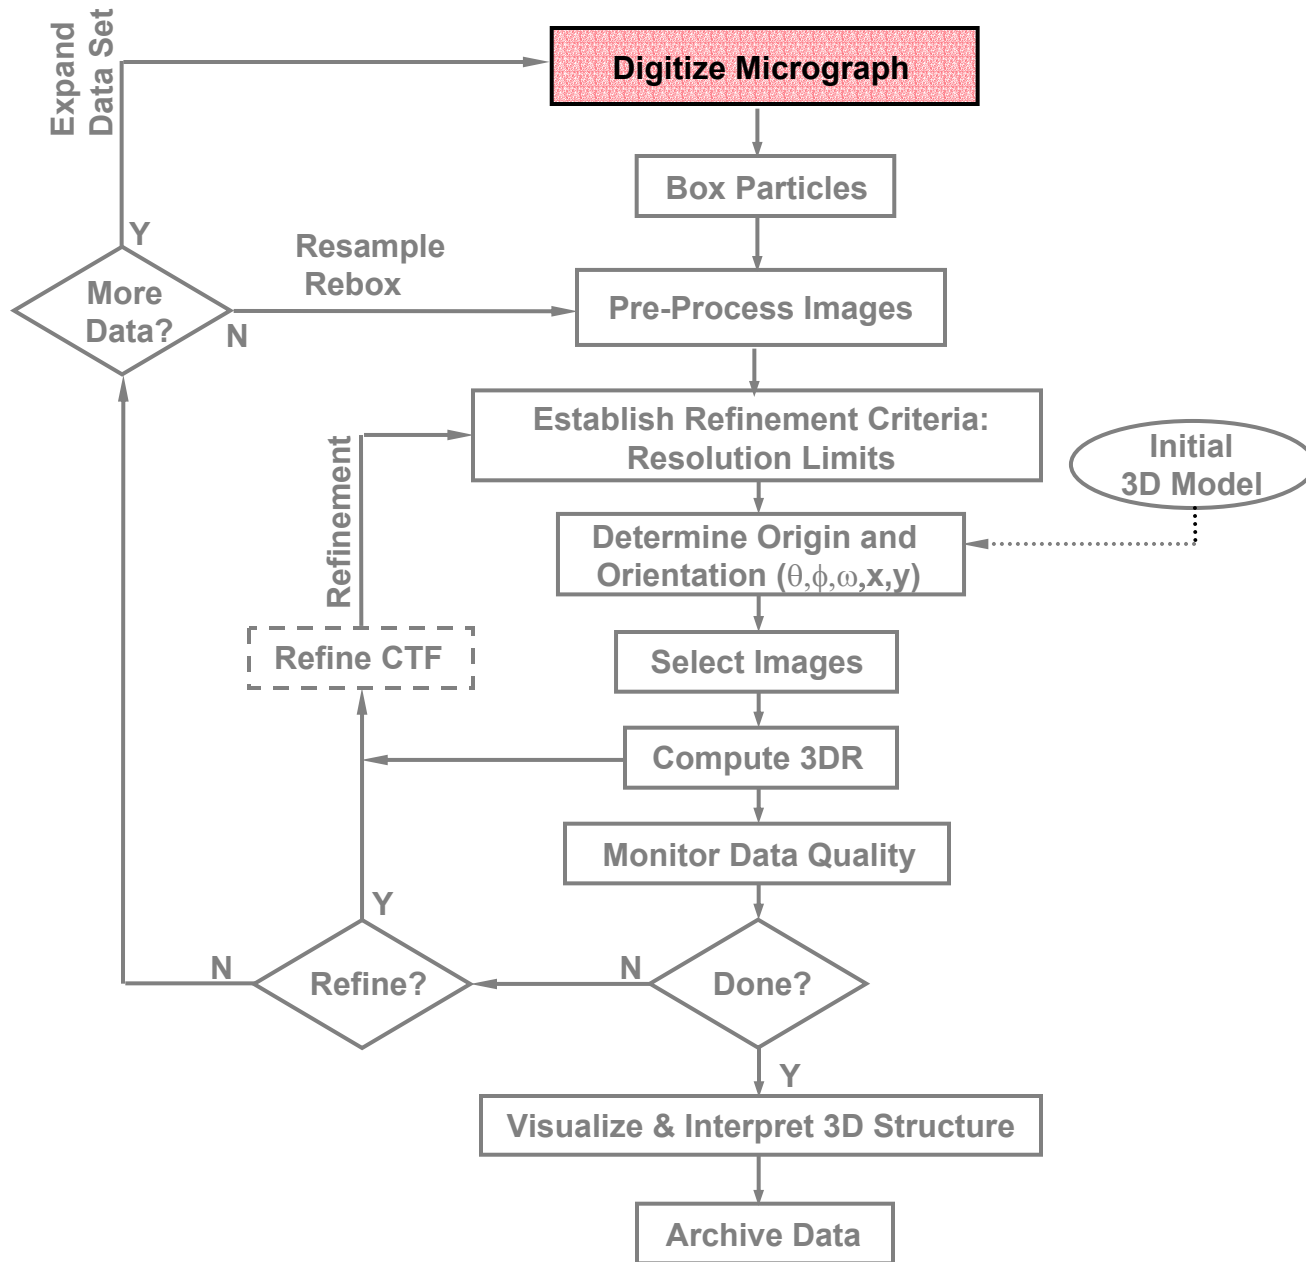 Expand
Data Set
Digitize Micrograph
Box Particles
Y
Resample
Rebox
More
Data?
N
Pre-Process Images
Establish Refinement Criteria:
Resolution Limits
Initial
3D Model
Refinement
Determine Origin and
Orientation (θ,ϕ,ω,x,y)
Refine CTF
Select Images
Compute 3DR
Monitor Data Quality
Y
N
Refine?
N
Done?
Y
Visualize & Interpret 3D Structure
Archive Data